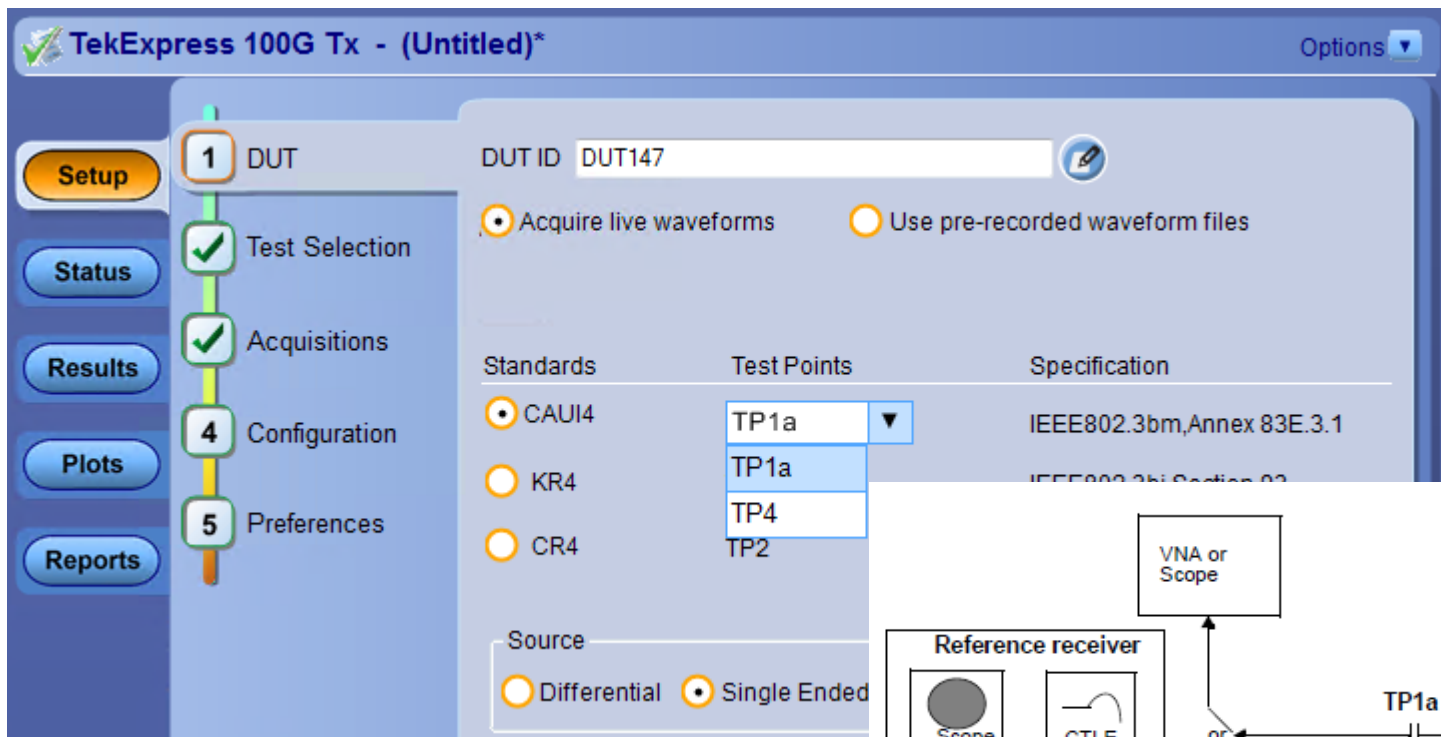 TekExpress 100G Tx - (Untitled)*
Options
Setup
Status
Results
Plots
Reports
1 DUT
Test Selection
Acquisitions
4 Configuration
5 Preferences
DUT ID DUT147
Acquire live waveforms Use pre-recorded waveform files
Standards Test Points Specification
CAUI4 TP1a IEEE802.3bm,Annex 83E.3.1
TP1a
KR4
TP4
CR4 TP2
Source
Differential Single Ended
VNA or
Scope
Reference receiver
Scope CTLE or
TP1a